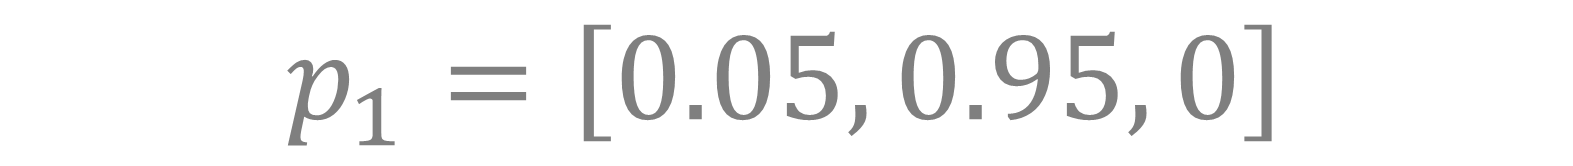 p₁ = [0.05, 0.95, 0]